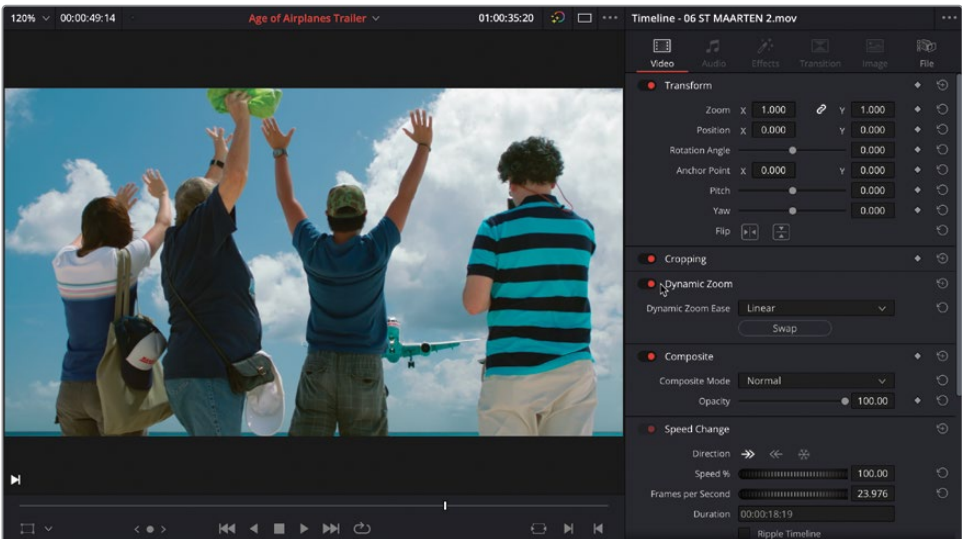 120% 00:00:49:14 Age of Airplanes Trailer 01:00:35:20
Timeline - 06 ST MAARTEN 2.mov
Video Audio Effects Transition Image File
Transform
Zoom X 1.000 Y 1.000
Position X 0.000 Y 0.000
Rotation Angle 0.000
Anchor Point X 0.000 Y 0.000
Pitch 0.000
Yaw 0.000
Flip
Cropping
Dynamic Zoom
Dynamic Zoom Ease Linear
Swap
Composite
Composite Mode Normal
Opacity 100.00
Speed Change
Direction
Speed % 100.00
Frames per Second 23.976
Duration 00:00:18:19
Ripple Timeline